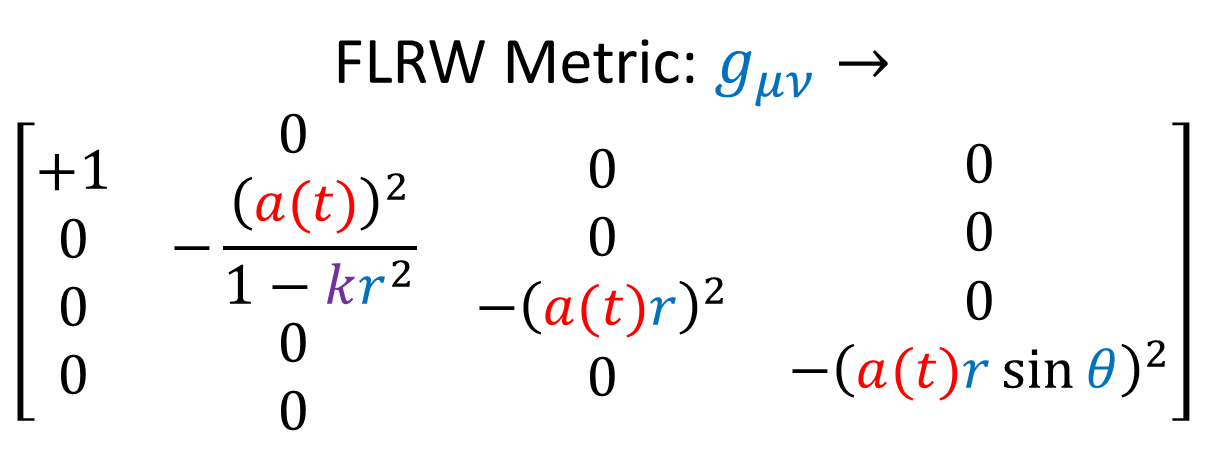 FLRW Metric: gμν →
[ +1 0 0 0 ]
[ 0 −(a(t))²/(1 − kr²) 0 0 ]
[ 0 0 −(a(t)r)² 0 ]
[ 0 0 0 −(a(t)r sin θ)² ]